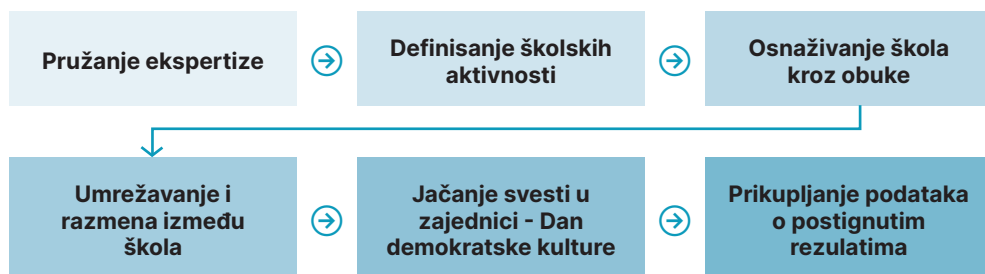 Pružanje ekspertize
Definisanje školskih
aktivnosti
Osnaživanje škola
kroz obuke
Umrežavanje i
razmena između
škola
Jačanje svesti u
zajednici - Dan
demokratske kulture
Prikupljanje podataka
o postignutim
rezulatima